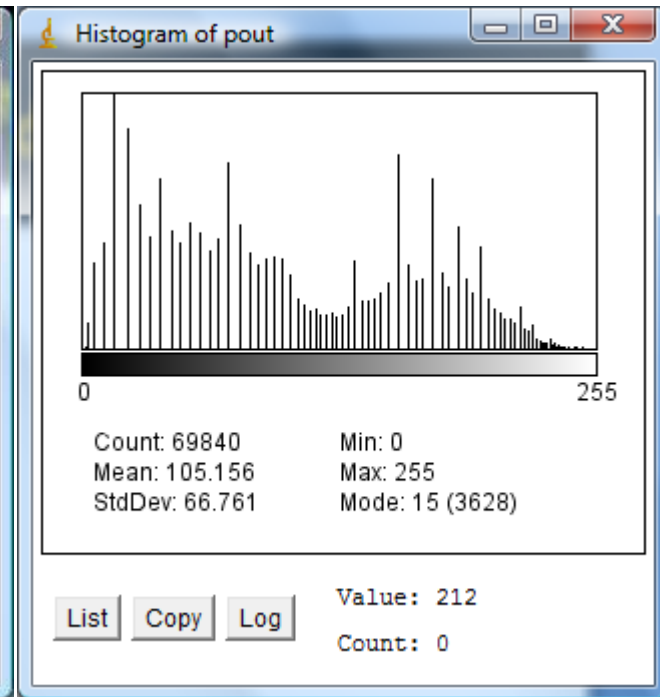 Histogram of pout
0 255
Count: 69840 Min: 0
Mean: 105.156 Max: 255
StdDev: 66.761 Mode: 15 (3628)
List Copy Log Value: 212
Count: 0